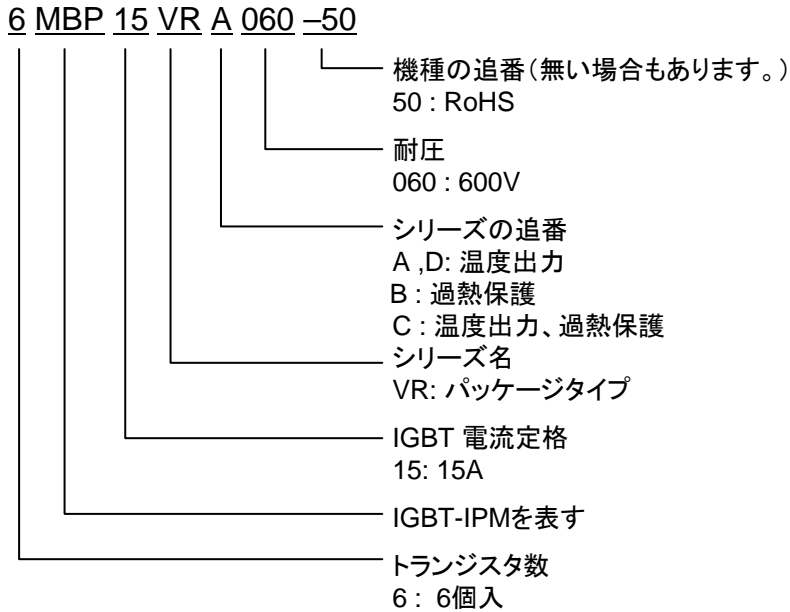 6 MBP 15 VR A 060 –50
機種の追番(無い場合もあります。)
50 : RoHS
耐圧
060 : 600V
シリーズの追番
A ,D: 温度出力
B : 過熱保護
C : 温度出力、過熱保護
シリーズ名
VR: パッケージタイプ
IGBT 電流定格
15: 15A
IGBT-IPMを表す
トランジスタ数
6 : 6個入